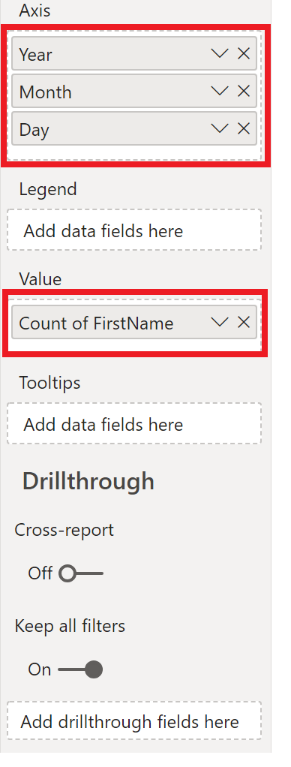 Axis
Year
Month
Day
Legend
Add data fields here
Value
Count of FirstName
Tooltips
Add data fields here
Drillthrough
Cross-report
Off
Keep all filters
On
Add drillthrough fields here